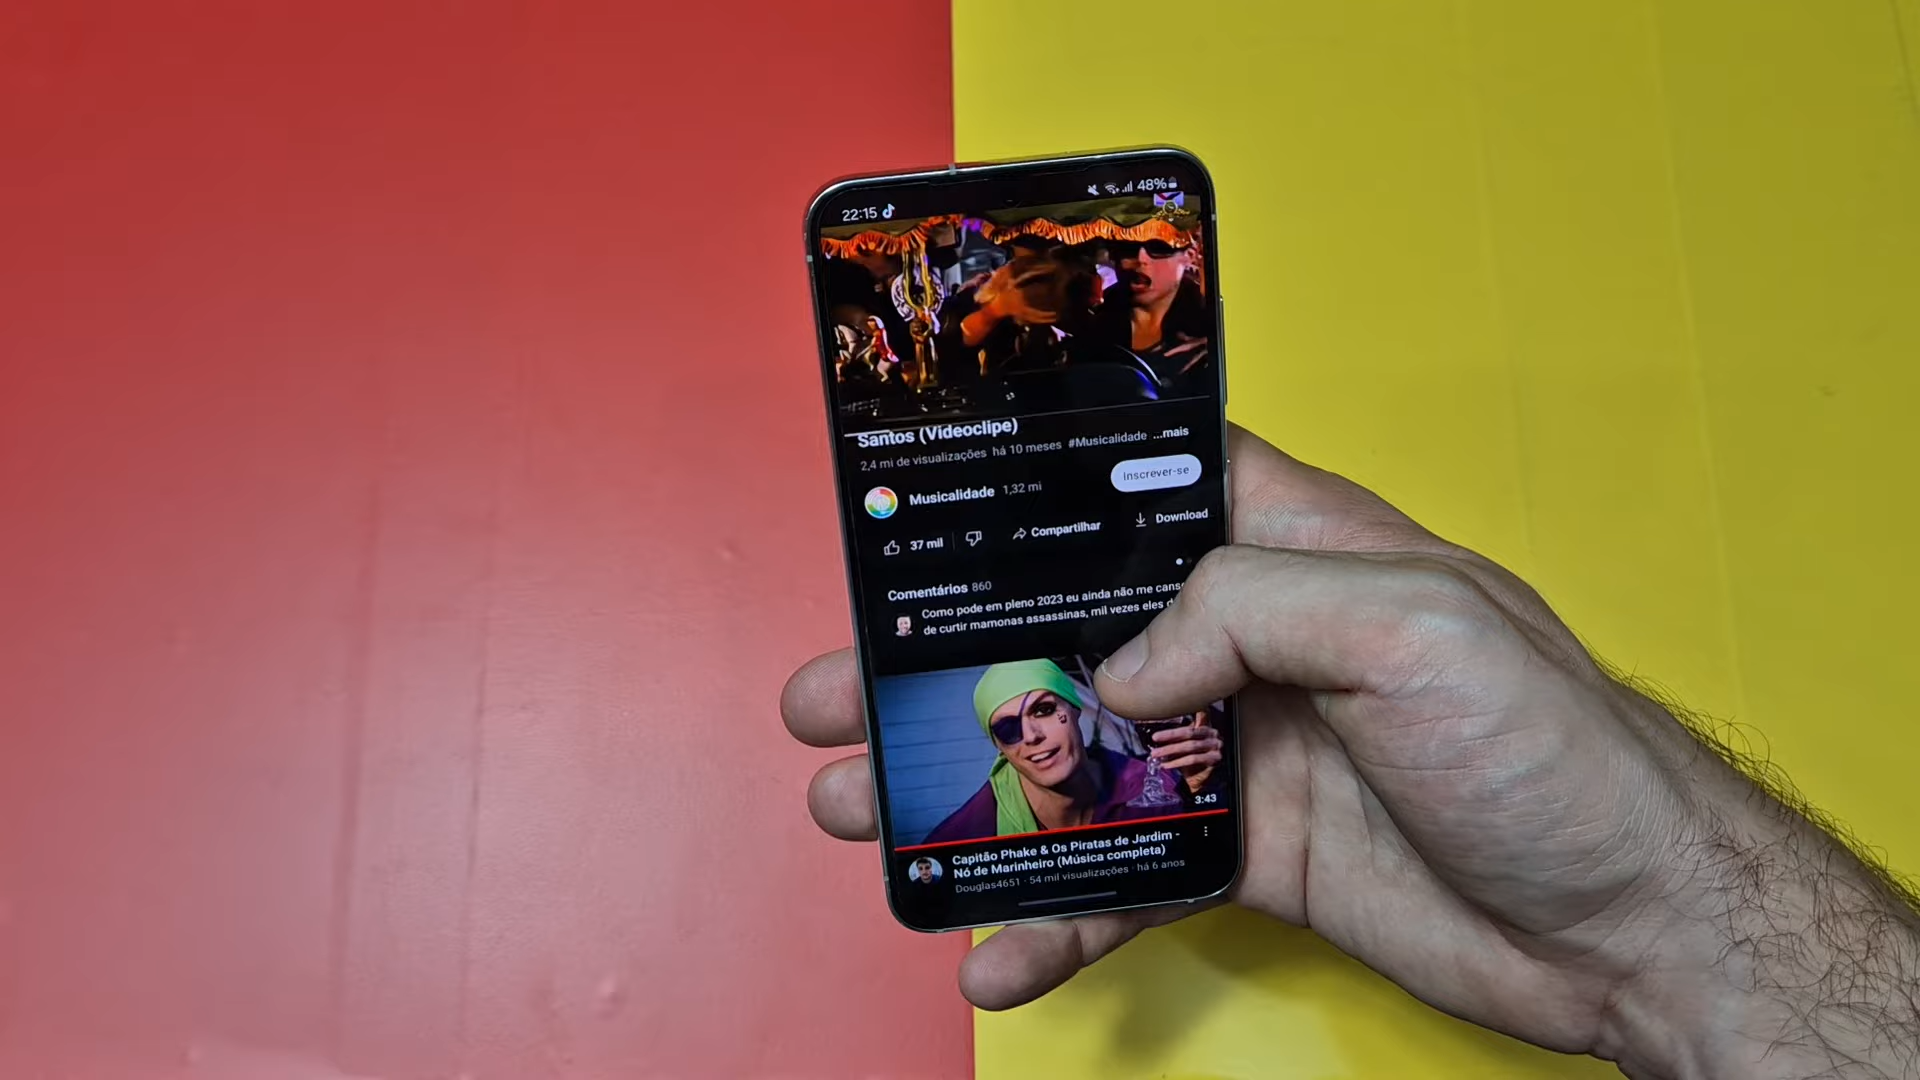 22:15
48%
Santos (Videoclipe)
2,4 mi de visualizações há 10 meses #Musicalidade ...mais
Musicalidade 1,32 mi
Inscrever-se
37 mil
Compartilhar
Download
Comentários 860
Como pode em pleno 2023 eu ainda não me
de curtir mamonas assassinas, mil vezes eles
3:43
Capitão Phake & Os Piratas de Jardim -
Nó de Marinheiro (Música completa)
Douglas4651 · 54 mil visualizações · há 6 anos